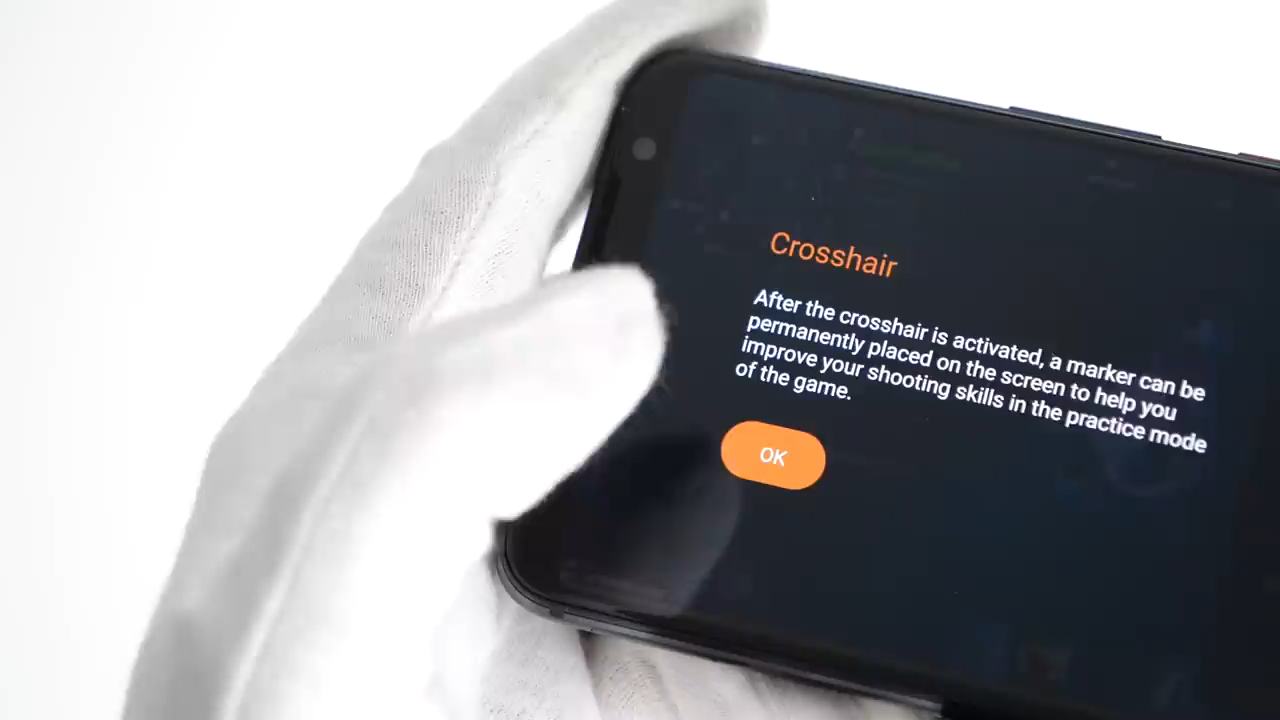 Crosshair
After the crosshair is activated, a marker can be
permanently placed on the screen to help you
improve your shooting skills in the practice mode
of the game.
OK